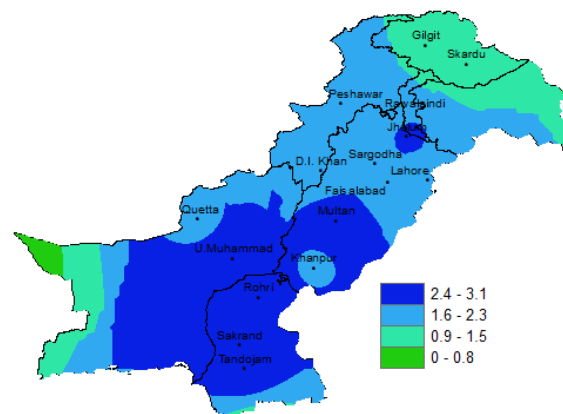 Gilgit
Skardu
Peshawar
Rawalpindi
Jhelum
Sargodha
D.I. Khan
Lahore
Faisalabad
Quetta
Multan
U.Muhammad
Khanpur
Rohri
2.4 - 3.1
1.6 - 2.3
0.9 - 1.5
0 - 0.8
Sakrand
Tandojam